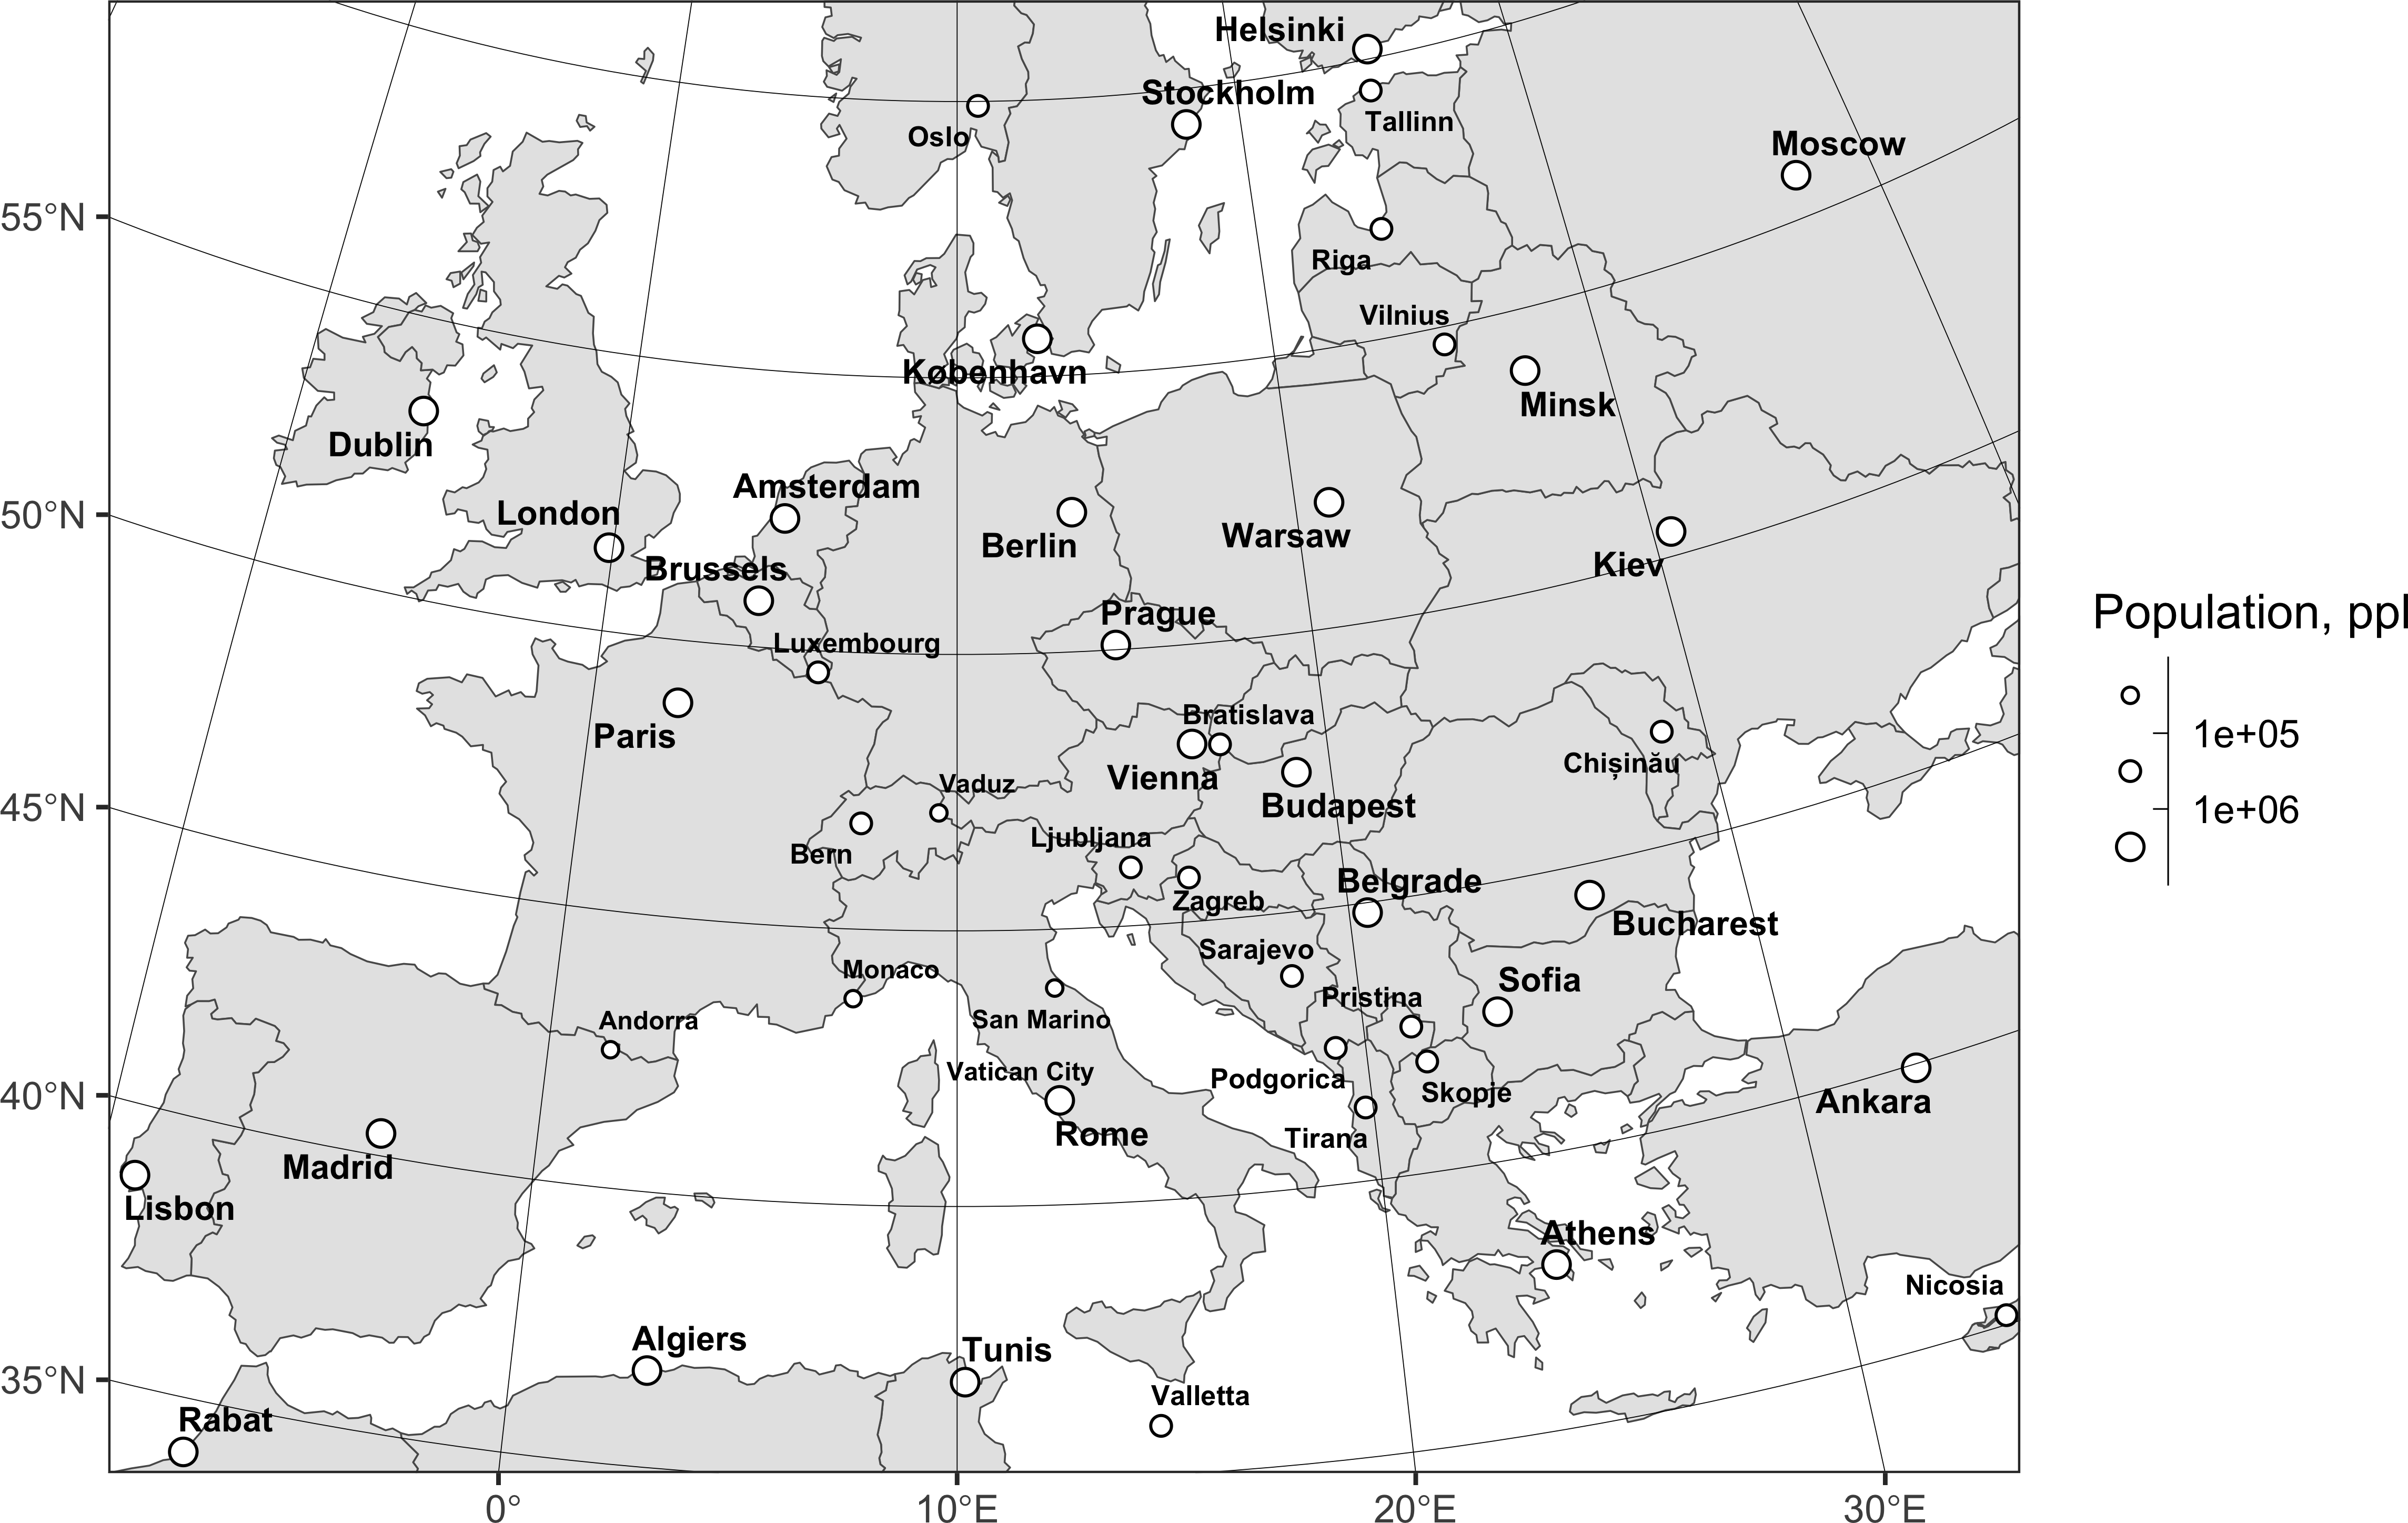 Helsinki
Stockholm
Tallinn
Oslo
Moscow
55°N
Riga
Vilnius
København
Minsk
Dublin
Amsterdam
50°N
London
Berlin
Warsaw
Kiev
Brussels
Prague
Luxembourg
Paris
Bratislava
Vienna
Chișinău
Vaduz
45°N
Budapest
Ljubljana
Bern
Belgrade
Zagreb
Bucharest
Sarajevo
Monaco
Sofia
Pristina
Andorra
San Marino
Vatican City
Podgorica
Skopje
40°N
Ankara
Rome
Tirana
Madrid
Lisbon
Athens
Nicosia
Algiers
Tunis
35°N
Valletta
Rabat
0°
10°E
20°E
30°E
Population, ppl
1e+05
1e+06